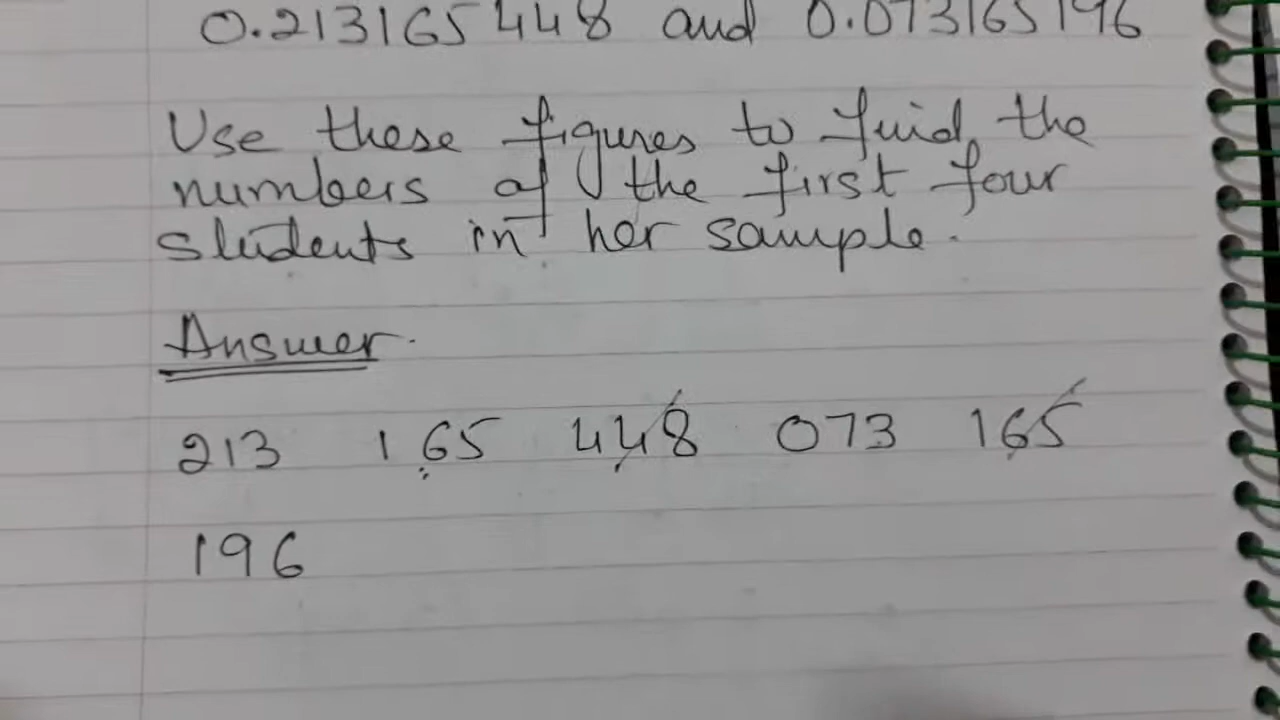 0.213165448 and 0.073165196
Use these figures to find the
numbers of the first four
students in her sample.
Answer.
213 165 448 073 165
196